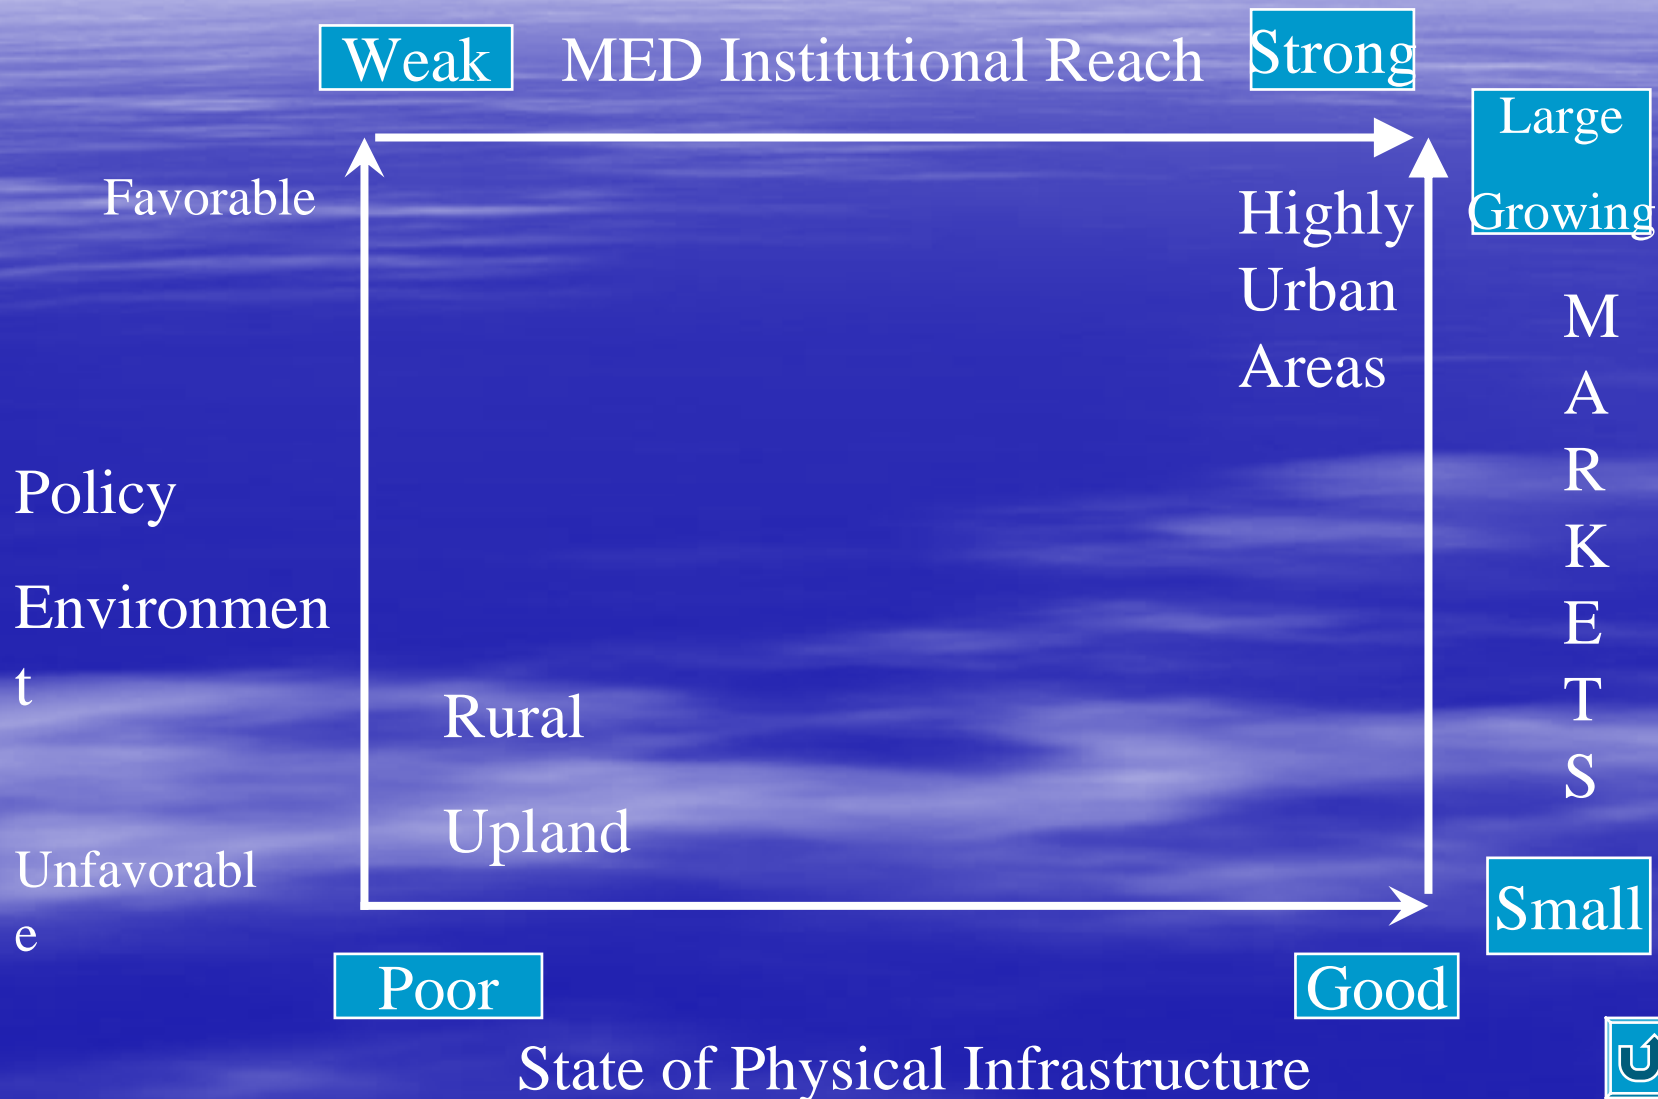 Weak
MED Institutional Reach
Strong
Large
Growing
Favorable
Highly
Urban
Areas
M
A
R
K
E
T
S
Policy
Environmen
t
Rural
Upland
Unfavorabl
e
Small
Poor
Good
State of Physical Infrastructure